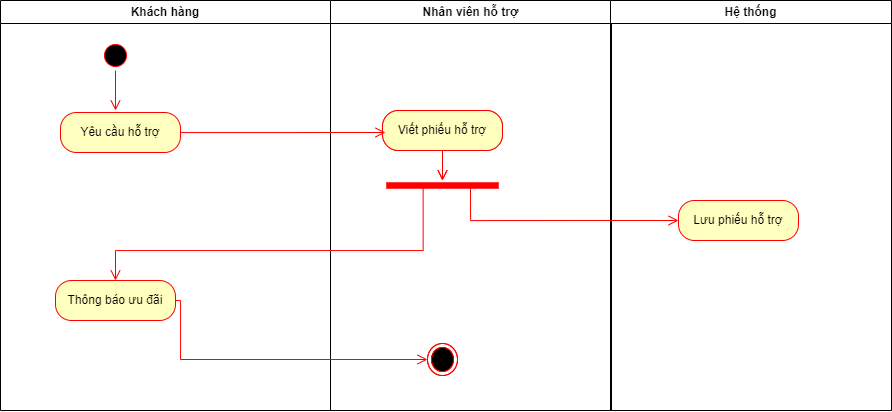 Khách hàng
Nhân viên hỗ trợ
Hệ thống
Yêu cầu hỗ trợ
Viết phiếu hỗ trợ
Lưu phiếu hỗ trợ
Thông báo ưu đãi